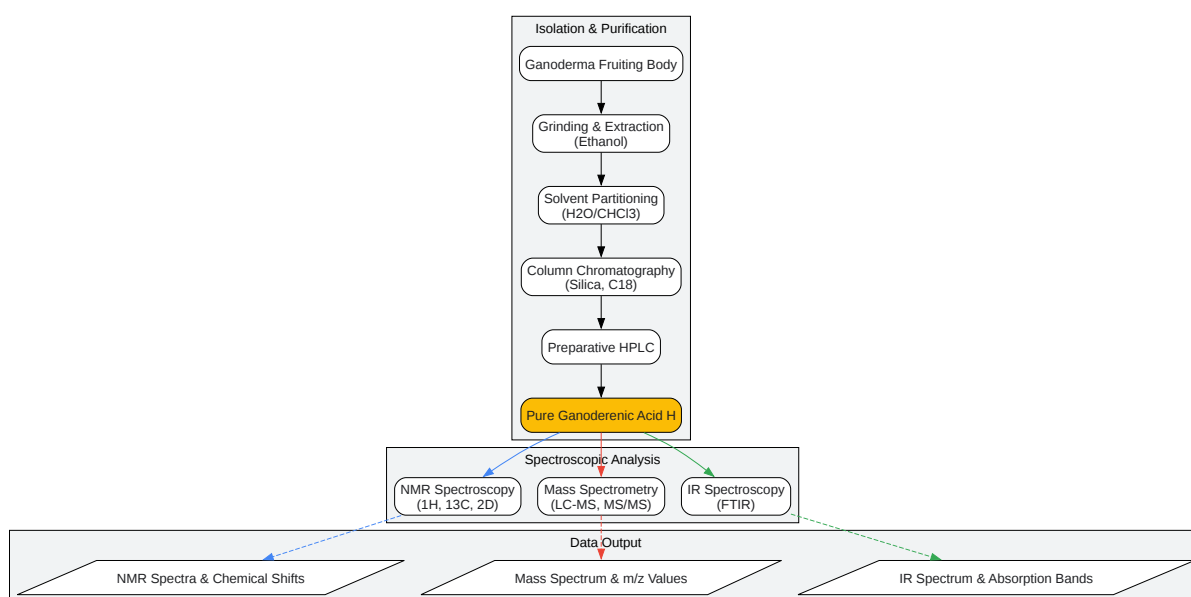 Isolation & Purification
Ganoderma Fruiting Body
Grinding & Extraction
(Ethanol)
Solvent Partitioning
(H2O/CHCl3)
Column Chromatography
(Silica, C18)
Preparative HPLC
Pure Ganoderenic Acid H
Spectroscopic Analysis
NMR Spectroscopy
(1H, 13C, 2D)
Mass Spectrometry
(LC-MS, MS/MS)
IR Spectroscopy
(FTIR)
Data Output
NMR Spectra & Chemical Shifts
Mass Spectrum & m/z Values
IR Spectrum & Absorption Bands